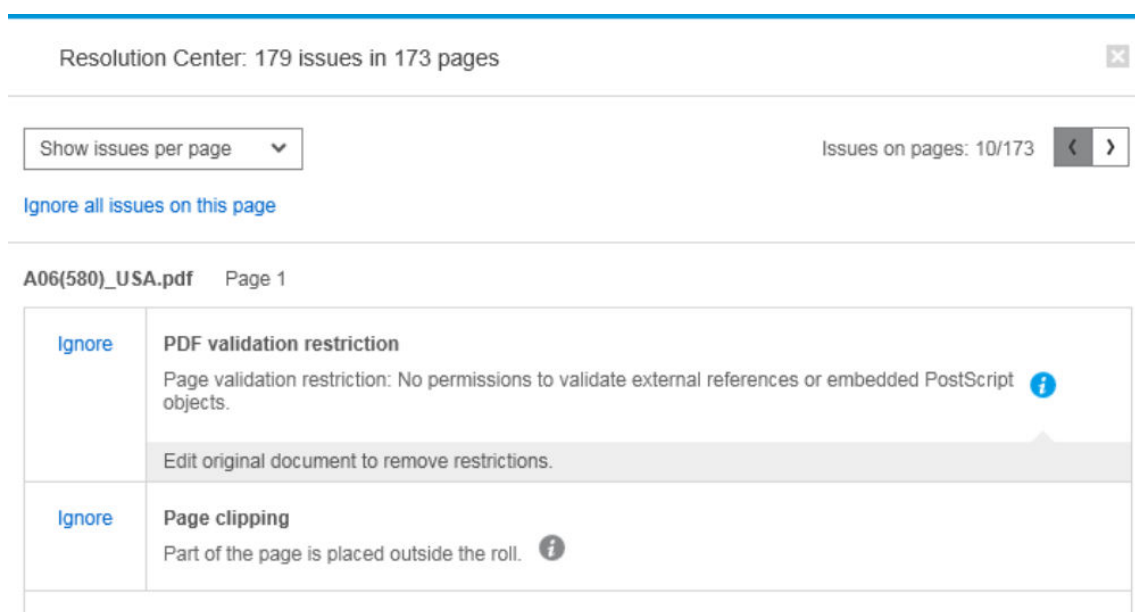 Resolution Center: 179 issues in 173 pages
Show issues per page
Issues on pages: 10/173
Ignore all issues on this page
A06(580)_USA.pdf Page 1
Ignore
PDF validation restriction
Page validation restriction: No permissions to validate external references or embedded PostScript
objects.
Edit original document to remove restrictions.
Ignore
Page clipping
Part of the page is placed outside the roll.